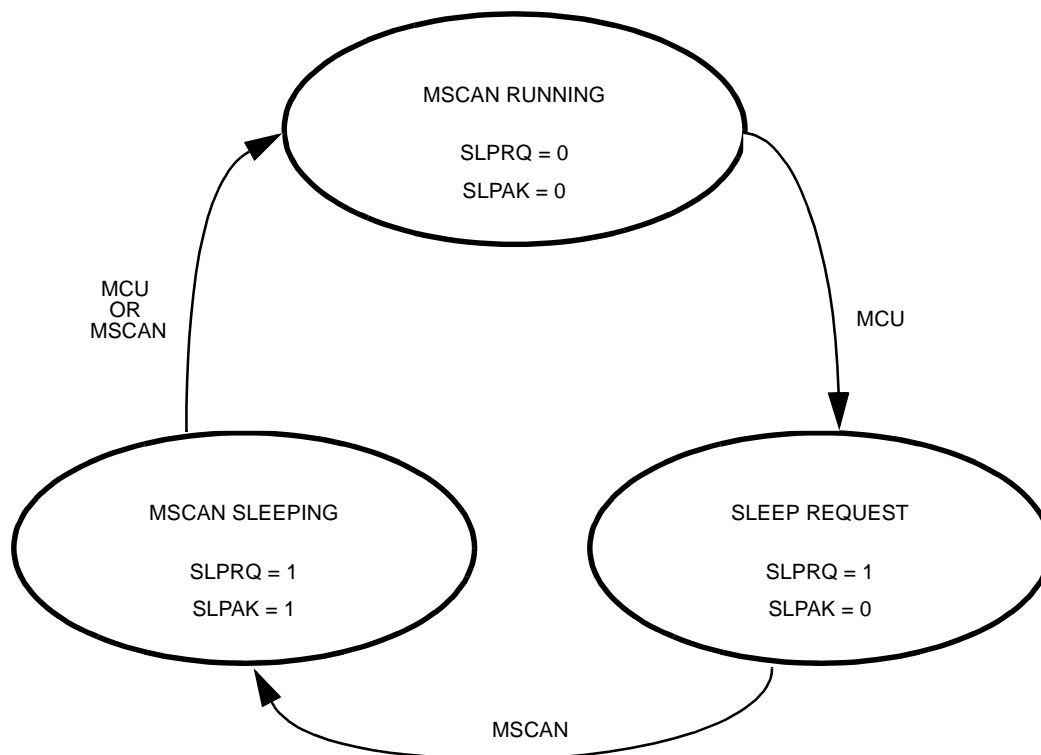 MSCAN RUNNING
SLPRQ = 0
SLPAK = 0
MCU
OR
MSCAN
MCU
MSCAN SLEEPING
SLPRQ = 1
SLPAK = 1
SLEEP REQUEST
SLPRQ = 1
SLPAK = 0
MSCAN